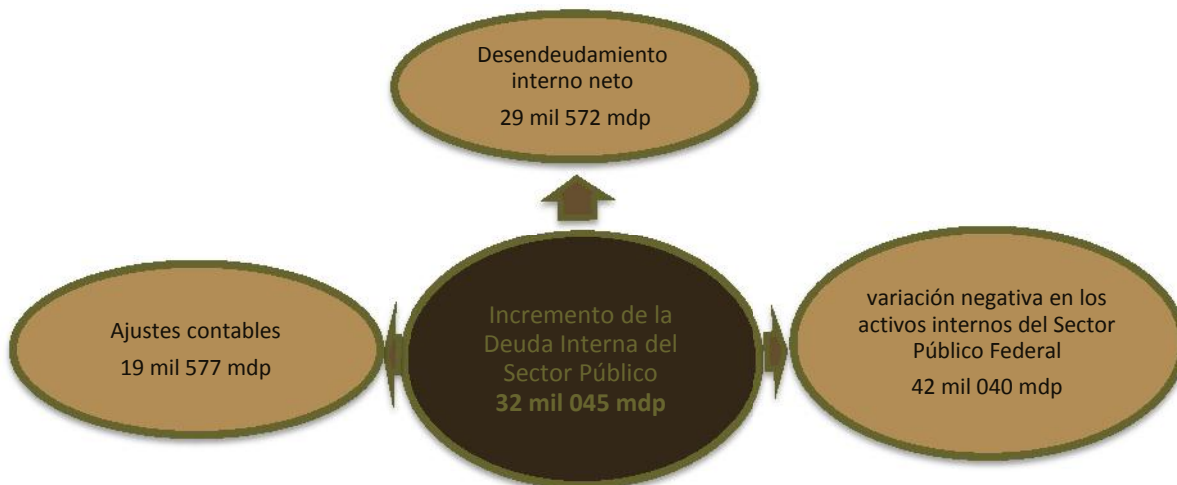 Desendeudamiento
interno neto
29 mil 572 mdp
Ajustes contables
19 mil 577 mdp
Incremento de la
Deuda Interna del
Sector Público
32 mil 045 mdp
variación negativa en los
activos internos del Sector
Público Federal
42 mil 040 mdp